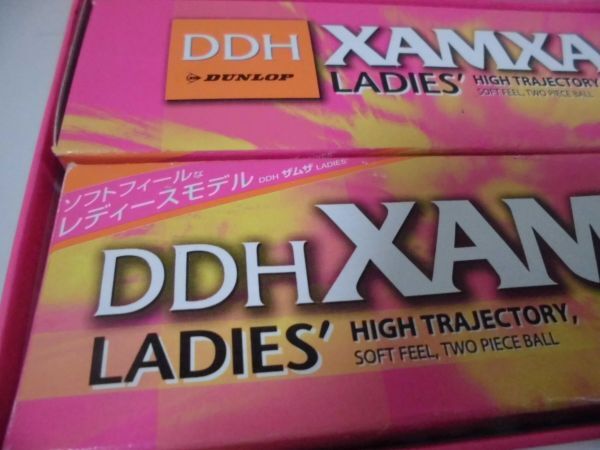 DDH
DUNLOP
XAMXA
LADIES'
HIGH TRAJECTORY
SOFT FEEL, TWO PIECE BALL
ソフトフィールな
レディースモデル DDH ザムザ LADIES'
DDH XAM
LADIES'
HIGH TRAJECTORY,
SOFT FEEL, TWO PIECE BALL